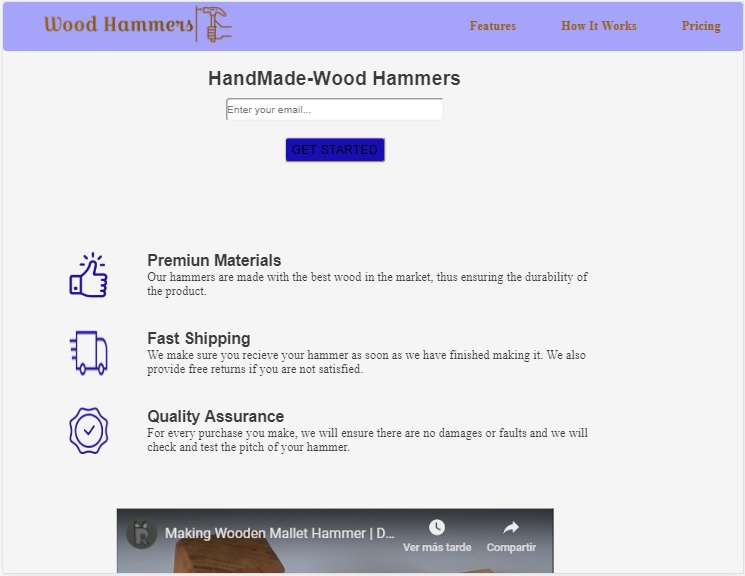 Wood Hammers
Features
How It Works
Pricing
HandMade-Wood Hammers
Enter your email...
GET STARTED
Premiun Materials
Our hammers are made with the best wood in the market, thus ensuring the durability of
the product.
Fast Shipping
We make sure you recieve your hammer as soon as we have finished making it. We also
provide free returns if you are not satisfied.
Quality Assurance
For every purchase you make, we will ensure there are no damages or faults and we will
check and test the pitch of your hammer.
Making Wooden Mallet Hammer | D...
Ver más tarde
Compartir